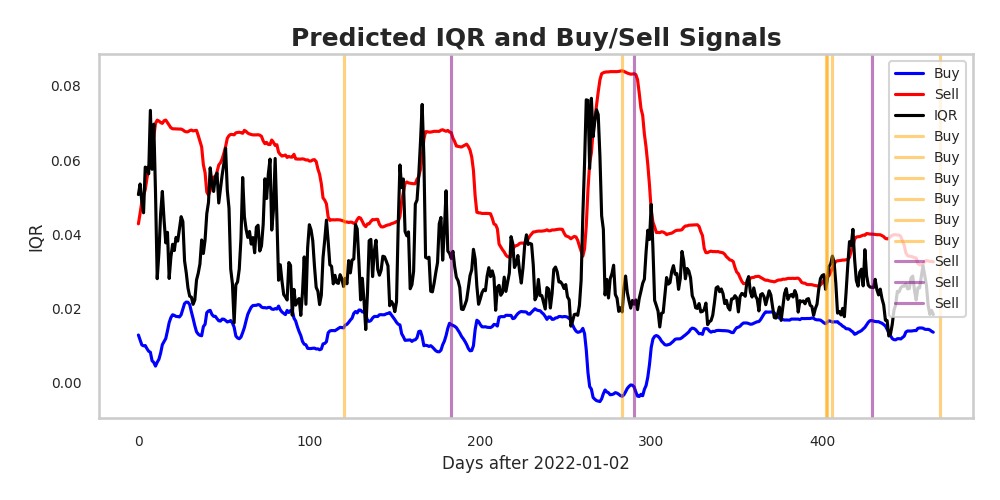 Predicted IQR and Buy/Sell Signals
IQR
0.08
0.06
0.04
0.02
0.00
0
100
200
300
400
Days after 2022-01-02
Buy
Sell
IQR
Buy
Buy
Buy
Buy
Buy
Buy
Sell
Sell
Sell